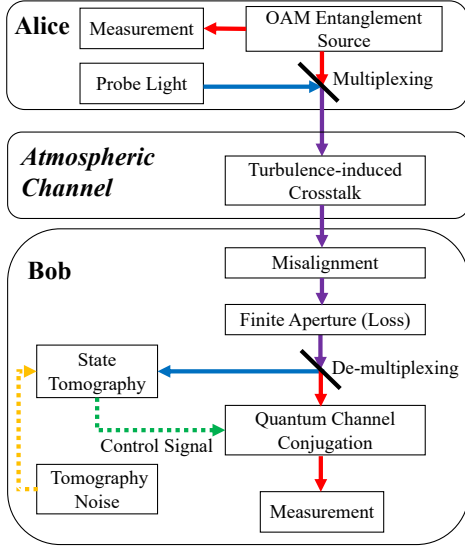 Alice
Measurement
OAM Entanglement
Source
Probe Light
Multiplexing
Atmospheric
Channel
Turbulence-induced
Crosstalk
Bob
Misalignment
Finite Aperture (Loss)
State
Tomography
De-multiplexing
Control Signal
Quantum Channel
Conjugation
Tomography
Noise
Measurement